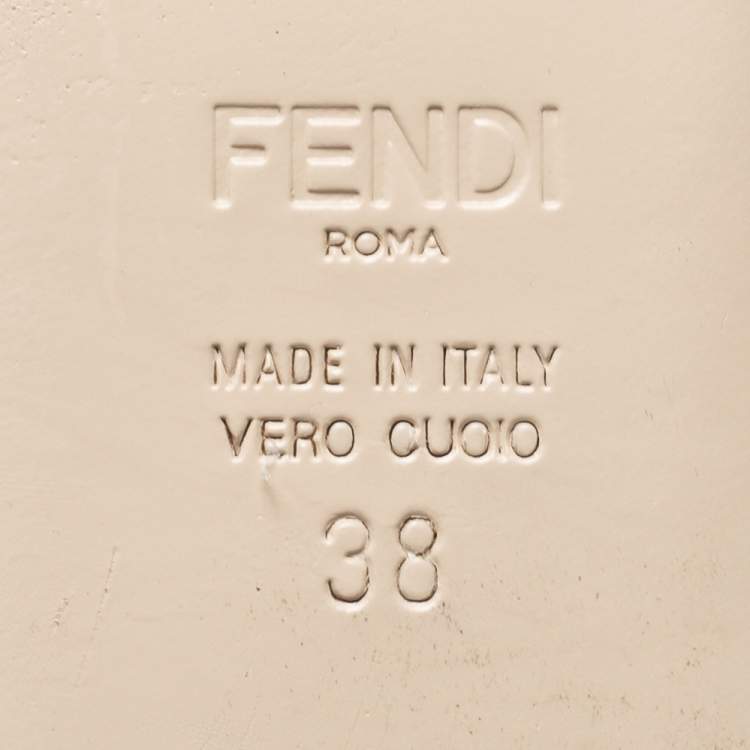 FENDI
ROMA
MADE IN ITALY
VERO CUOIO
38